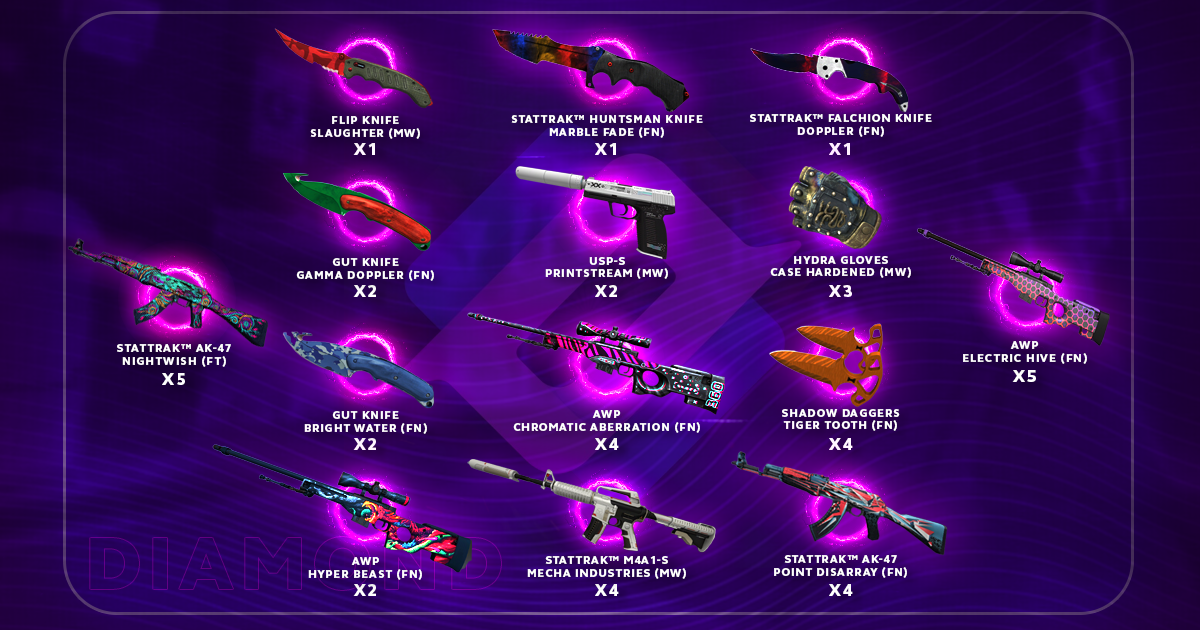 FLIP KNIFE
SLAUGHTER (MW)
X1
STATTRAK™ HUNTSMAN KNIFE
MARBLE FADE (FN)
X1
STATTRAK™ FALCHION KNIFE
DOPPLER (FN)
X1
GUT KNIFE
GAMMA DOPPLER (FN)
X2
USP-S
PRINTSTREAM (MW)
X2
HYDRA GLOVES
CASE HARDENED (MW)
X3
STATTRAK™ AK-47
NIGHTWISH (FT)
X5
AWP
ELECTRIC HIVE (FN)
X5
GUT KNIFE
BRIGHT WATER (FN)
X2
AWP
CHROMATIC ABERRATION (FN)
X4
SHADOW DAGGERS
TIGER TOOTH (FN)
X4
AWP
HYPER BEAST (FN)
X2
STATTRAK™ M4A1-S
MECHA INDUSTRIES (MW)
X4
STATTRAK™ AK-47
POINT DISARRAY (FN)
X4
DIAMOND